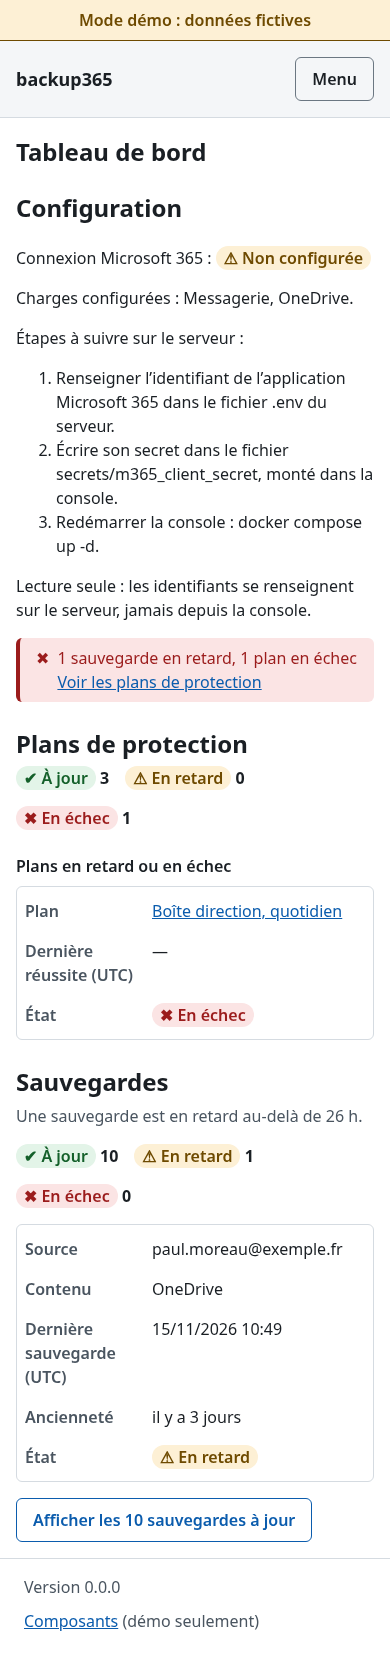 Mode démo : données fictives
backup365
Menu
Tableau de bord
Configuration
Connexion Microsoft 365 : ⚠ Non configurée
Charges configurées : Messagerie, OneDrive.
Étapes à suivre sur le serveur :
1. Renseigner l’identifiant de l’application
Microsoft 365 dans le fichier .env du
serveur.
2. Écrire son secret dans le fichier
secrets/m365_client_secret, monté dans la
console.
3. Redémarrer la console : docker compose
up -d.
Lecture seule : les identifiants se renseignent
sur le serveur, jamais depuis la console.
✖ 1 sauvegarde en retard, 1 plan en échec
Voir les plans de protection
Plans de protection
✔ À jour 3 ⚠ En retard 0
✖ En échec 1
Plans en retard ou en échec
Plan Boîte direction, quotidien
Dernière —
réussite (UTC)
État ✖ En échec
Sauvegardes
Une sauvegarde est en retard au-delà de 26 h.
✔ À jour 10 ⚠ En retard 1
✖ En échec 0
Source paul.moreau@exemple.fr
Contenu OneDrive
Dernière 15/11/2026 10:49
sauvegarde
(UTC)
Ancienneté il y a 3 jours
État ⚠ En retard
Afficher les 10 sauvegardes à jour
Version 0.0.0
Composants (démo seulement)